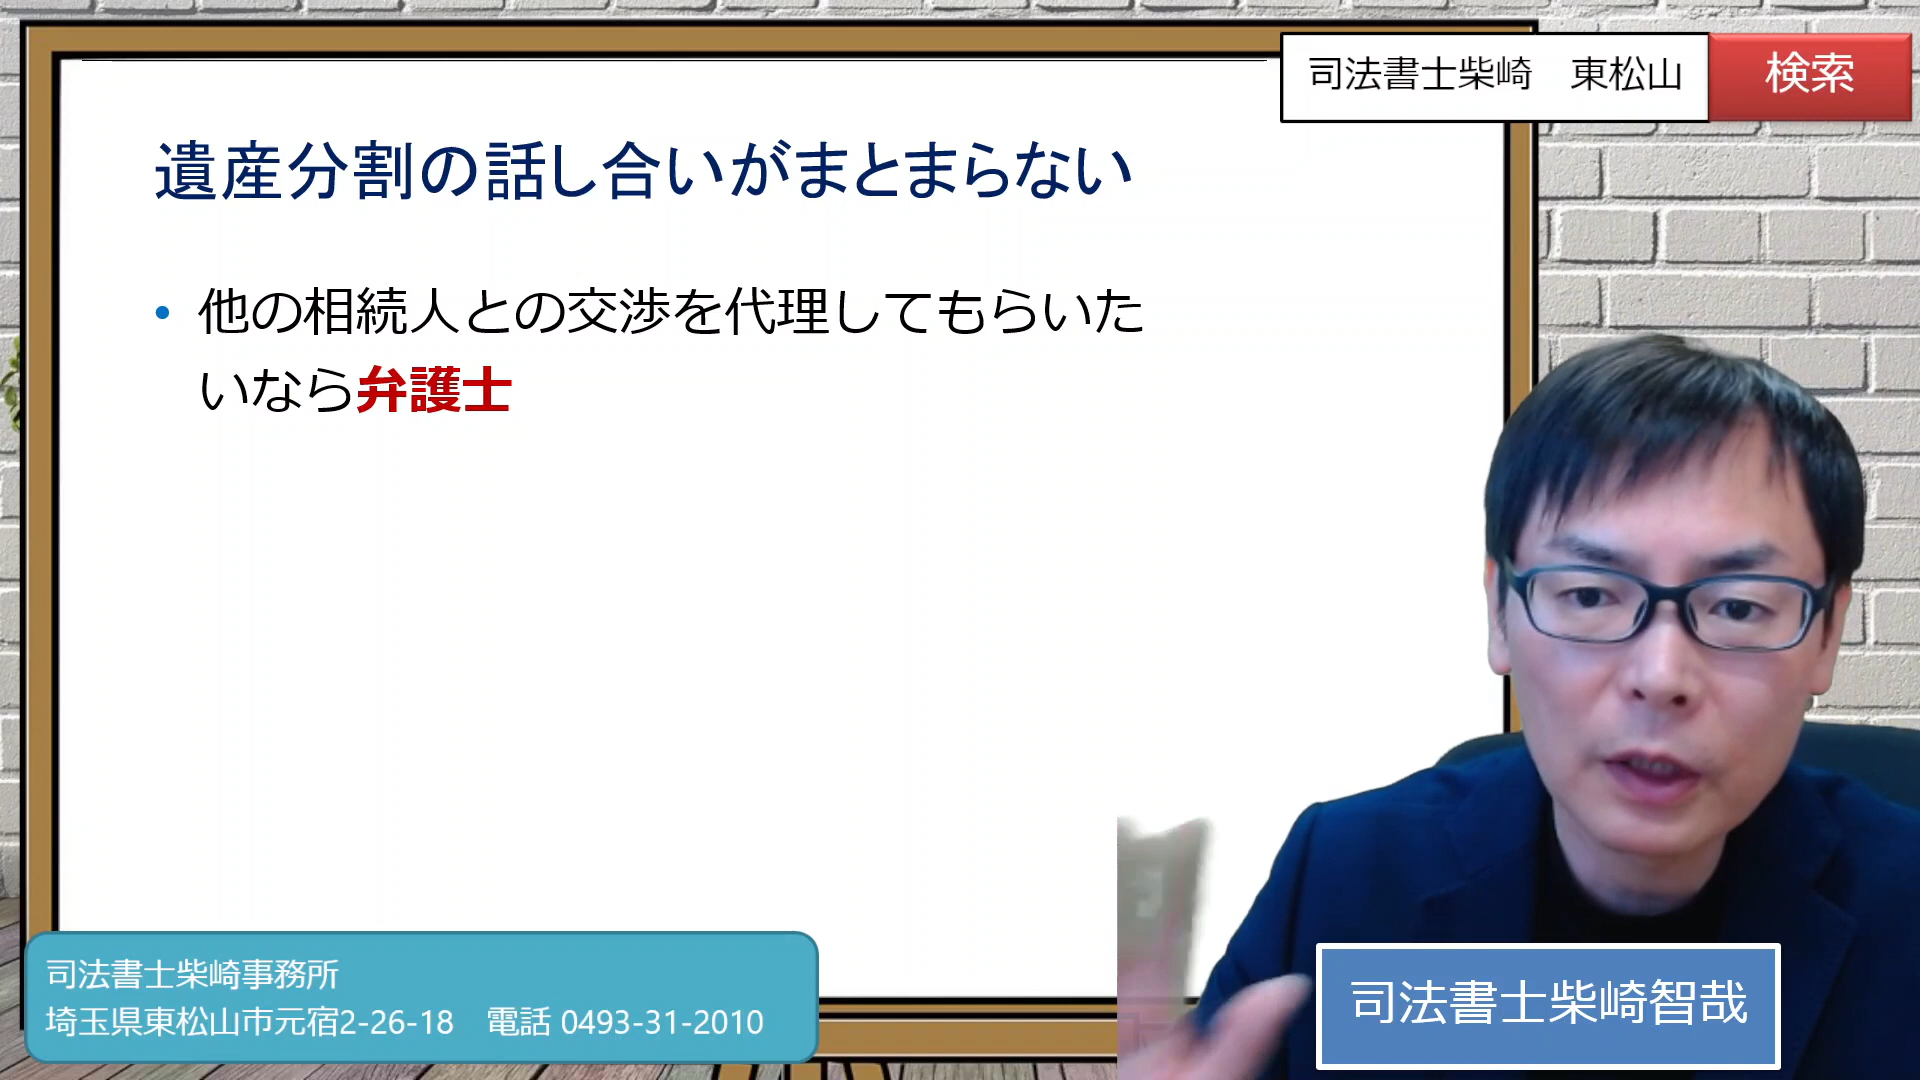 司法書士柴崎　東松山
検索
遺産分割の話し合いがまとまらない
• 他の相続人との交渉を代理してもらいた
いなら弁護士
司法書士柴崎事務所
埼玉県東松山市元宿2-26-18　電話 0493-31-2010
司法書士柴崎智哉